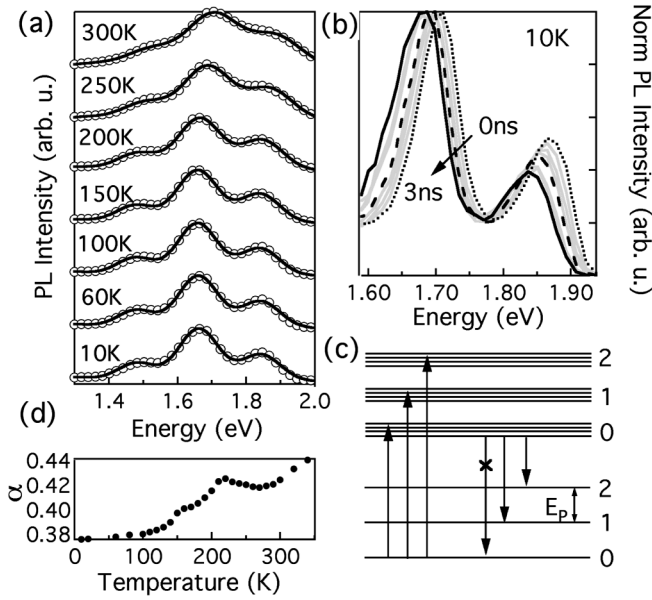 (a)
300K
250K
200K
150K
100K
60K
10K
PL Intensity (arb. u.)
1.4 1.6 1.8 2.0
Energy (eV)
(b)
10K
0ns
3ns
Norm PL Intensity
(arb. u.)
1.60 1.70 1.80 1.90
Energy (eV)
(c)
2
1
0
2
1
0
E_P
(d)
α
0.44
0.42
0.38
0 100 200 300
Temperature (K)